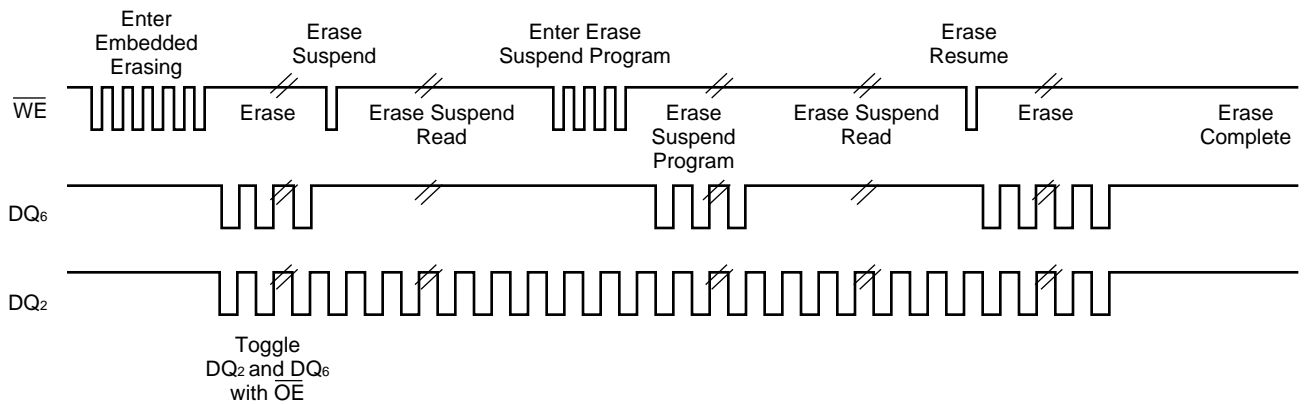 Enter
Embedded
Erasing
Erase
Suspend
Enter Erase
Suspend Program
Erase
Resume
WE
Erase
Erase Suspend
Read
Erase
Suspend
Program
Erase Suspend
Read
Erase
Erase
Complete
DQ6
DQ2
Toggle
DQ2 and DQ6
with OE